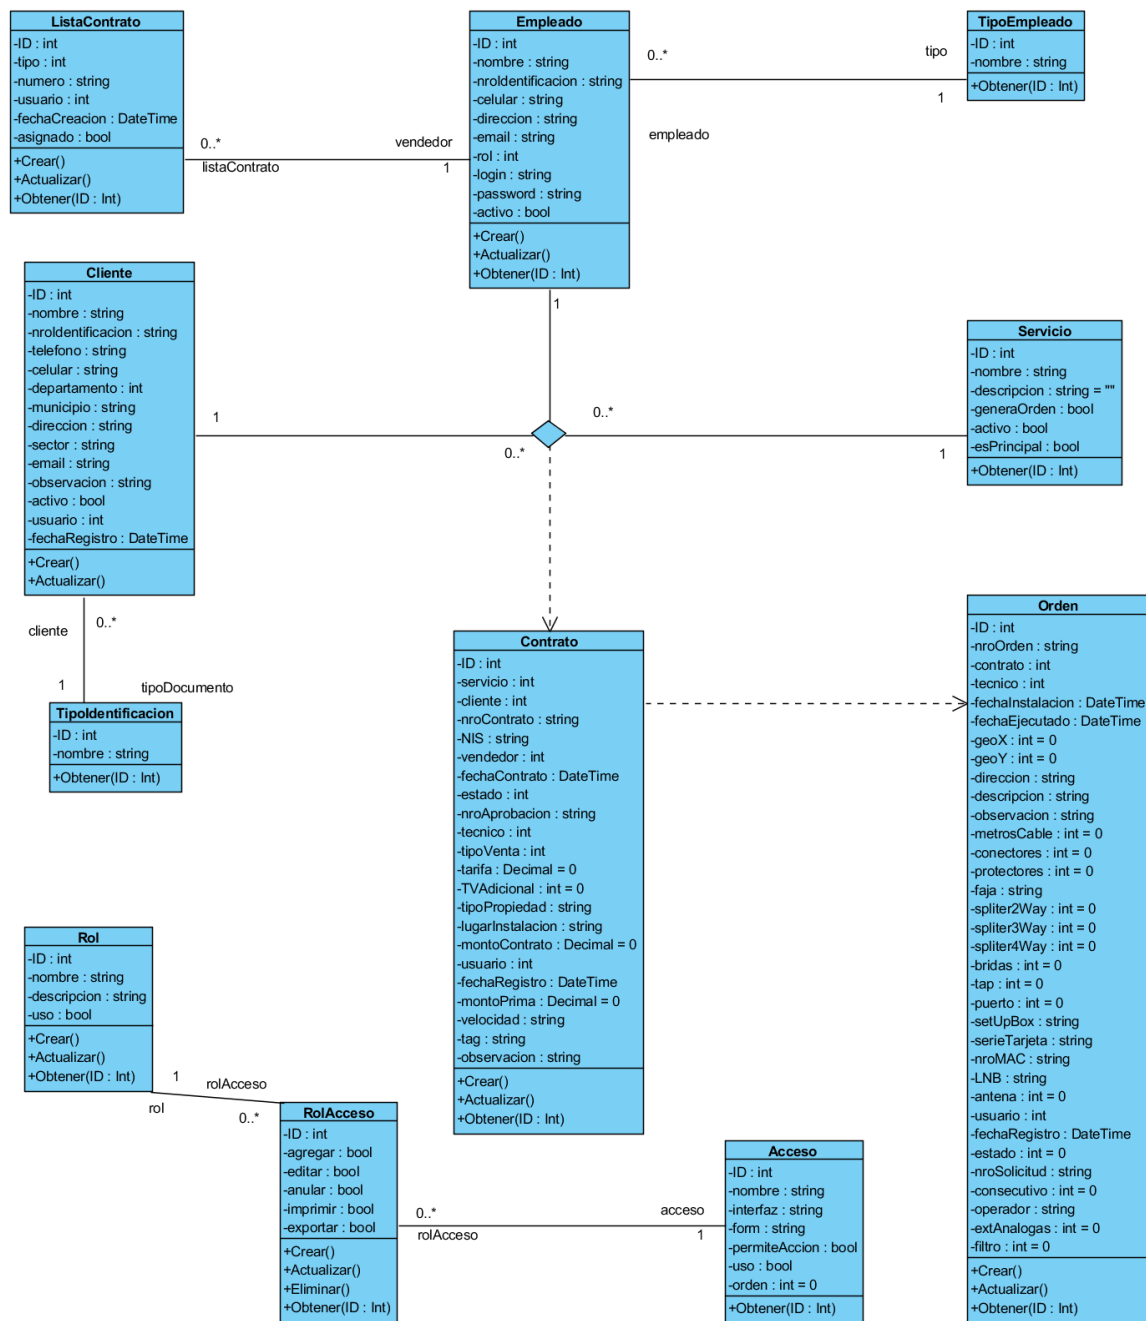 ListaContrato
-ID : int
-tipo : int
-numero : string
-usuario : int
-fechaCreacion : DateTime
-asignado : bool
+Crear()
+Actualizar()
+Obtener(ID : Int)
0..*
listaContrato
vendedor
1
Empleado
-ID : int
-nombre : string
-nroIdentificacion : string
-celular : string
-direccion : string
-email : string
-rol : int
-login : string
-password : string
-activo : bool
+Crear()
+Actualizar()
+Obtener(ID : Int)
0..*
empleado
tipo
1
TipoEmpleado
-ID : int
-nombre : string
+Obtener(ID : Int)
1
Cliente
-ID : int
-nombre : string
-nroIdentificacion : string
-telefono : string
-celular : string
-departamento : int
-municipio : string
-direccion : string
-sector : string
-email : string
-observacion : string
-activo : bool
-usuario : int
-fechaRegistro : DateTime
+Crear()
+Actualizar()
1
0..*
0..*
1
Servicio
-ID : int
-nombre : string
-descripcion : string = ""
-generaOrden : bool
-activo : bool
-esPrincipal : bool
+Obtener(ID : Int)
cliente
0..*
1
tipoDocumento
TipoIdentificacion
-ID : int
-nombre : string
+Obtener(ID : Int)
Contrato
-ID : int
-servicio : int
-cliente : int
-nroContrato : string
-NIS : string
-vendedor : int
-fechaContrato : DateTime
-estado : int
-nroAprobacion : string
-tecnico : int
-tipoVenta : int
-tarifa : Decimal = 0
-TVAdicional : int = 0
-tipoPropiedad : string
-lugarInstalacion : string
-montoContrato : Decimal = 0
-usuario : int
-fechaRegistro : DateTime
-montoPrima : Decimal = 0
-velocidad : string
-tag : string
-observacion : string
+Crear()
+Actualizar()
+Obtener(ID : Int)
Orden
-ID : int
-nroOrden : string
-contrato : int
-tecnico : int
-fechaInstalacion : DateTime
-fechaEjecutado : DateTime
-geoX : int = 0
-geoY : int = 0
-direccion : string
-descripcion : string
-observacion : string
-metrosCable : int = 0
-conectores : int = 0
-protectores : int = 0
-faja : string
-spliter2Way : int = 0
-spliter3Way : int = 0
-spliter4Way : int = 0
-bridas : int = 0
-tap : int = 0
-puerto : int = 0
-setUpBox : string
-serieTarjeta : string
-nroMAC : string
-LNB : string
-antena : int = 0
-usuario : int
-fechaRegistro : DateTime
-estado : int = 0
-nroSolicitud : string
-consecutivo : int = 0
-operador : string
-extAnalogas : int = 0
-filtro : int = 0
+Crear()
+Actualizar()
+Obtener(ID : Int)
Rol
-ID : int
-nombre : string
-descripcion : string
-uso : bool
+Crear()
+Actualizar()
+Obtener(ID : Int)
1
rol
rolAcceso
0..*
RolAcceso
-ID : int
-agregar : bool
-editar : bool
-anular : bool
-imprimir : bool
-exportar : bool
+Crear()
+Actualizar()
+Eliminar()
+Obtener(ID : Int)
0..*
rolAcceso
acceso
1
Acceso
-ID : int
-nombre : string
-interfaz : string
-form : string
-permiteAccion : bool
-uso : bool
-orden : int = 0
+Obtener(ID : Int)